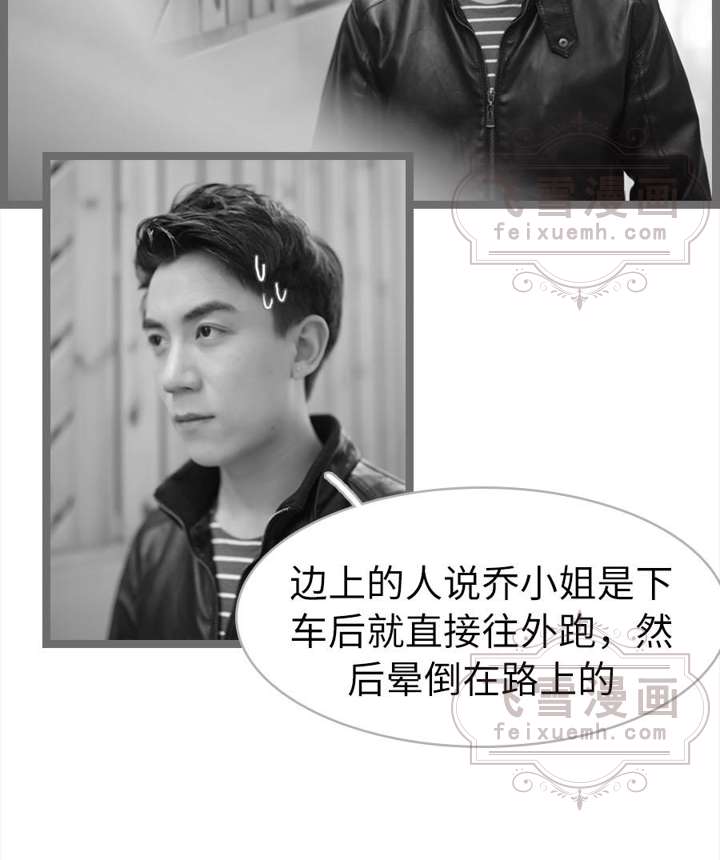 飞雪漫画
feixuemh.com
边上的人说乔小姐是下
车后就直接往外跑，然
后晕倒在路上的
飞雪漫画
feixuemh.com